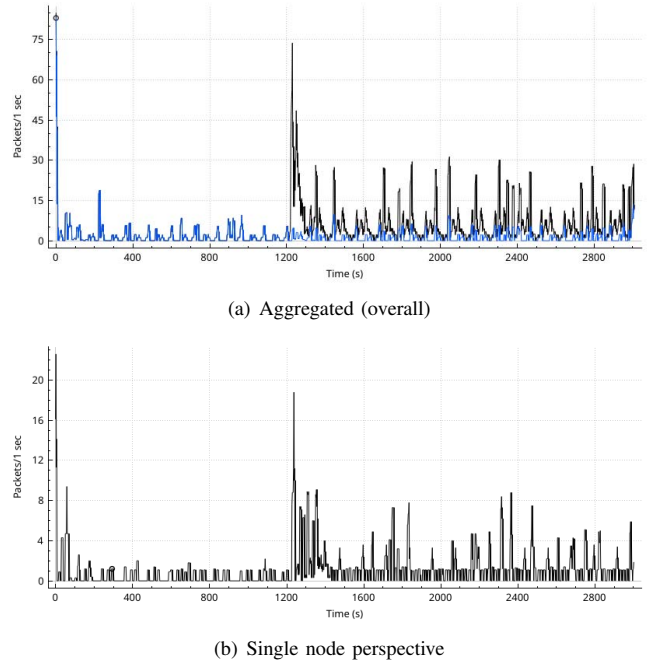 75
60
45
30
15
0
Packets/1 sec
0 400 800 1200 1600 2000 2400 2800
Time (s)
(a) Aggregated (overall)
20
16
12
8
4
0
Packets/1 sec
0 400 800 1200 1600 2000 2400 2800
Time (s)
(b) Single node perspective